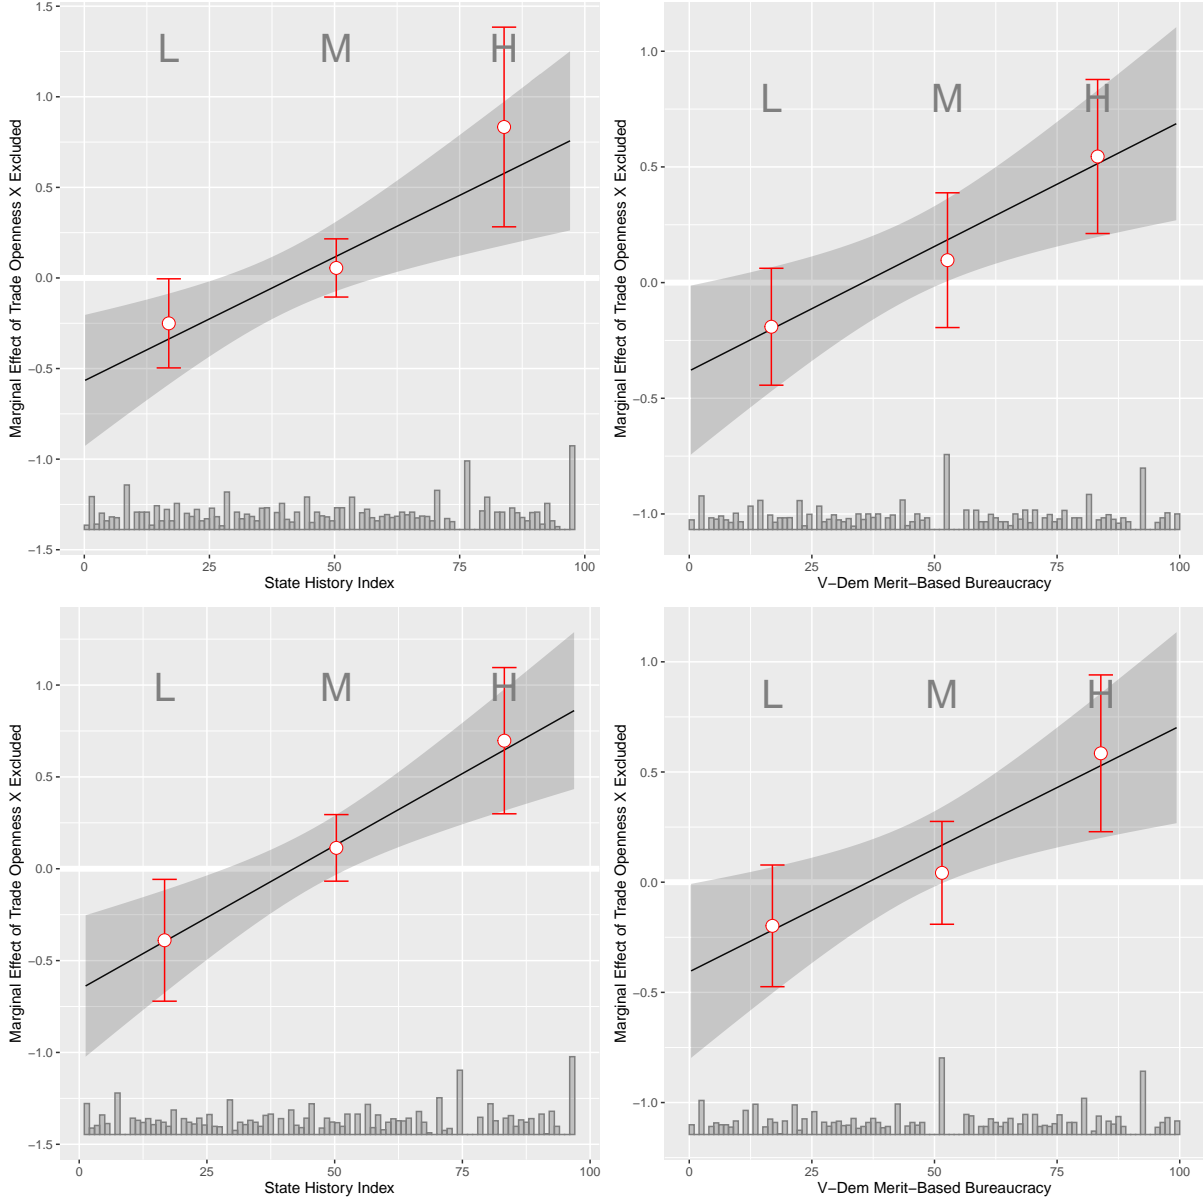 1.5
1.0
0.5
0.0
−0.5
−1.0
−1.5
Marginal Effect of Trade Openness X Excluded
L M H
0 25 50 75 100
State History Index
1.0
0.5
0.0
−0.5
−1.0
Marginal Effect of Trade Openness X Excluded
L M H
0 25 50 75 100
V−Dem Merit−Based Bureaucracy
1.0
0.5
0.0
−0.5
−1.0
−1.5
Marginal Effect of Trade Openness X Excluded
L M H
0 25 50 75 100
State History Index
1.0
0.5
0.0
−0.5
−1.0
Marginal Effect of Trade Openness X Excluded
L M H
0 25 50 75 100
V−Dem Merit−Based Bureaucracy